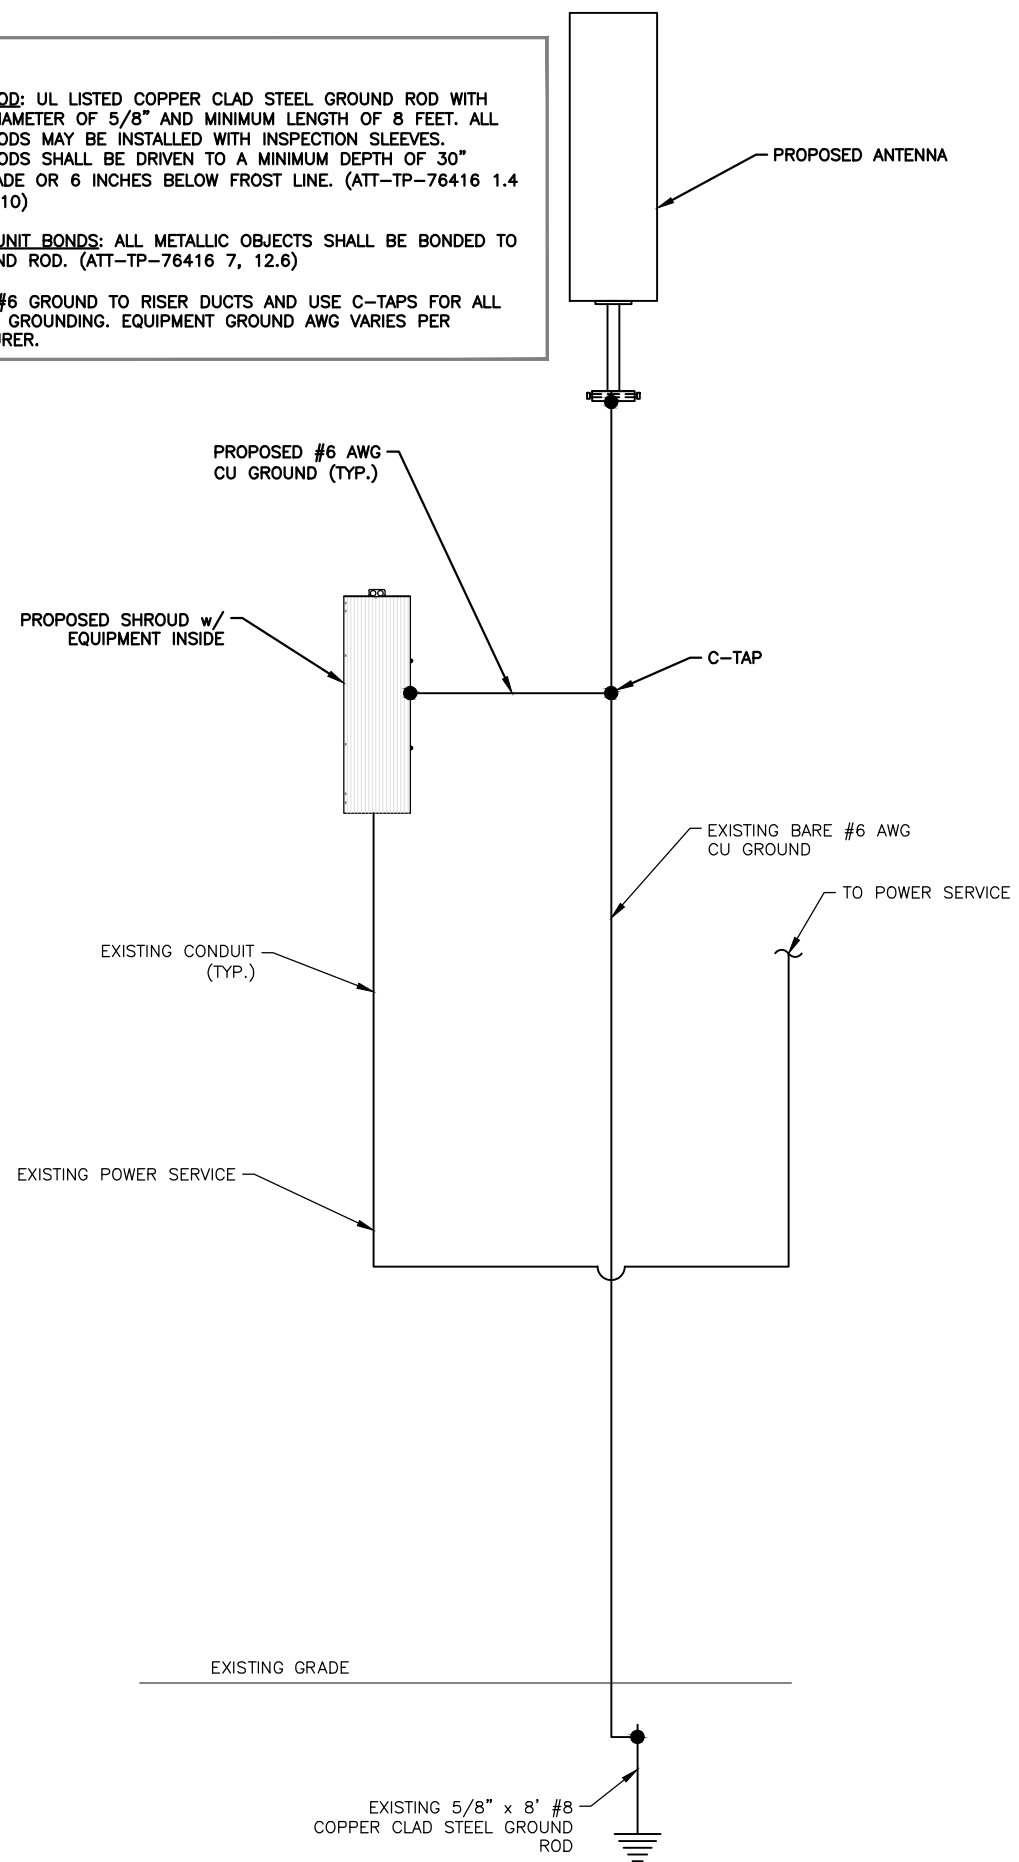 OD: UL LISTED COPPER CLAD STEEL GROUND ROD WITH
IAMETER OF 5/8" AND MINIMUM LENGTH OF 8 FEET. ALL
ODS MAY BE INSTALLED WITH INSPECTION SLEEVES.
ODS SHALL BE DRIVEN TO A MINIMUM DEPTH OF 30"
ADE OR 6 INCHES BELOW FROST LINE. (ATT-TP-76416 1.4
10)
UNIT BONDS: ALL METALLIC OBJECTS SHALL BE BONDED TO
ND ROD. (ATT-TP-76416 7, 12.6)
#6 GROUND TO RISER DUCTS AND USE C-TAPS FOR ALL
GROUNDING. EQUIPMENT GROUND AWG VARIES PER
URER.
PROPOSED ANTENNA
PROPOSED #6 AWG
CU GROUND (TYP.)
PROPOSED SHROUD w/
EQUIPMENT INSIDE
C-TAP
EXISTING BARE #6 AWG
CU GROUND
TO POWER SERVICE
EXISTING CONDUIT
(TYP.)
EXISTING POWER SERVICE
EXISTING GRADE
EXISTING 5/8" x 8' #8
COPPER CLAD STEEL GROUND
ROD